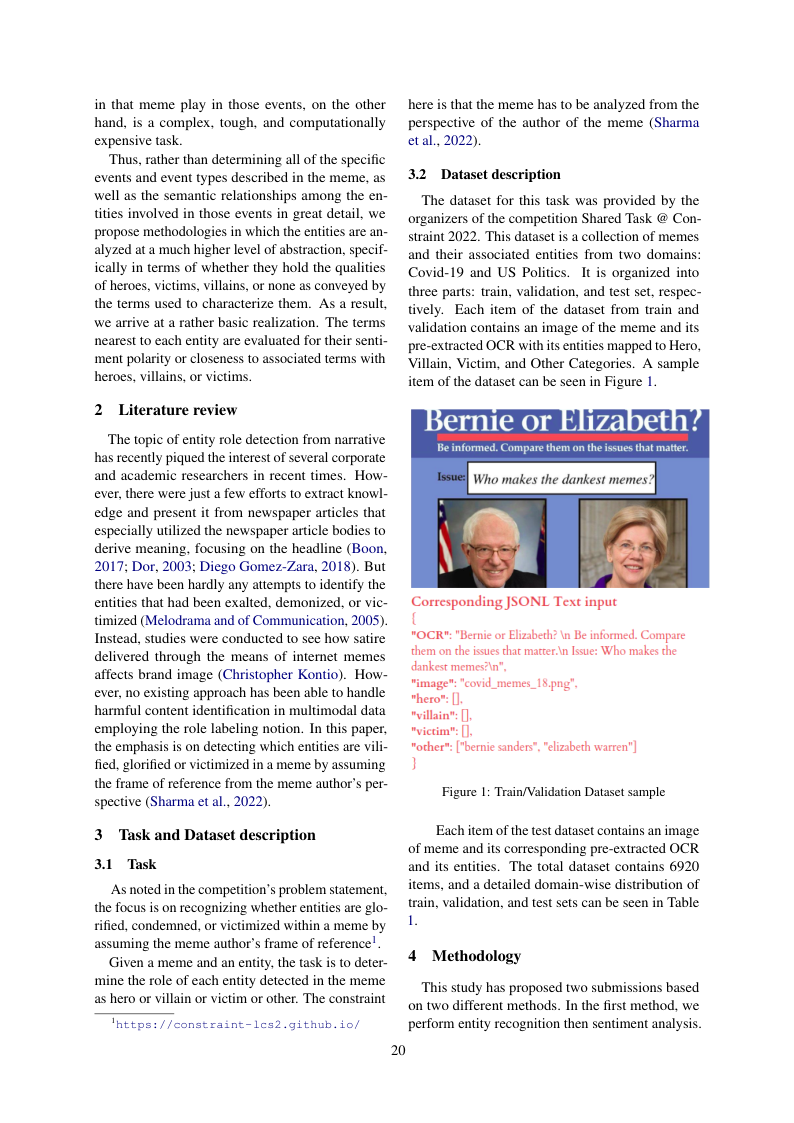 in that meme play in those events, on the other
hand, is a complex, tough, and computationally
expensive task.
Thus, rather than determining all of the specific
events and event types described in the meme, as
well as the semantic relationships among the en-
tities involved in those events in great detail, we
propose methodologies in which the entities are an-
alyzed at a much higher level of abstraction, specif-
ically in terms of whether they hold the qualities
of heroes, victims, villains, or none as conveyed by
the terms used to characterize them. As a result,
we arrive at a rather basic realization. The terms
nearest to each entity are evaluated for their senti-
ment polarity or closeness to associated terms with
heroes, villains, or victims.
2 Literature review
The topic of entity role detection from narrative
has recently piqued the interest of several corporate
and academic researchers in recent times. How-
ever, there were just a few efforts to extract knowl-
edge and present it from newspaper articles that
especially utilized the newspaper article bodies to
derive meaning, focusing on the headline (Boon,
2017; Dor, 2003; Diego Gomez-Zara, 2018). But
there have been hardly any attempts to identify the
entities that had been exalted, demonized, or vic-
timized (Melodrama and of Communication, 2005).
Instead, studies were conducted to see how satire
delivered through the means of internet memes
affects brand image (Christopher Kontio). How-
ever, no existing approach has been able to handle
harmful content identification in multimodal data
employing the role labeling notion. In this paper,
the emphasis is on detecting which entities are vili-
fied, glorified or victimized in a meme by assuming
the frame of reference from the meme author's per-
spective (Sharma et al., 2022).
3 Task and Dataset description
3.1 Task
As noted in the competition's problem statement,
the focus is on recognizing whether entities are glo-
rified, condemned, or victimized within a meme by
assuming the meme author's frame of reference1.
Given a meme and an entity, the task is to deter-
mine the role of each entity detected in the meme
as hero or villain or victim or other. The constraint
1https://constraint-lcs2.github.io/
here is that the meme has to be analyzed from the
perspective of the author of the meme (Sharma
et al., 2022).
3.2 Dataset description
The dataset for this task was provided by the
organizers of the competition Shared Task @ Con-
straint 2022. This dataset is a collection of memes
and their associated entities from two domains:
Covid-19 and US Politics. It is organized into
three parts: train, validation, and test set, respec-
tively. Each item of the dataset from train and
validation contains an image of the meme and its
pre-extracted OCR with its entities mapped to Hero,
Villain, Victim, and Other Categories. A sample
item of the dataset can be seen in Figure 1.
Bernie or Elizabeth?
Be informed. Compare them on the issues that matter.
Issue: Who makes the dankest memes?
Corresponding JSONL Text input
{
"OCR": "Bernie or Elizabeth? \n Be informed. Compare
them on the issues that matter.\n Issue: Who makes the
dankest memes?\n",
"image": "covid_memes_18.png",
"hero": [],
"villain": [],
"victim": [],
"other": ["bernie sanders", "elizabeth warren"]
}
Figure 1: Train/Validation Dataset sample
Each item of the test dataset contains an image
of meme and its corresponding pre-extracted OCR
and its entities. The total dataset contains 6920
items, and a detailed domain-wise distribution of
train, validation, and test sets can be seen in Table
1.
4 Methodology
This study has proposed two submissions based
on two different methods. In the first method, we
perform entity recognition then sentiment analysis.
20